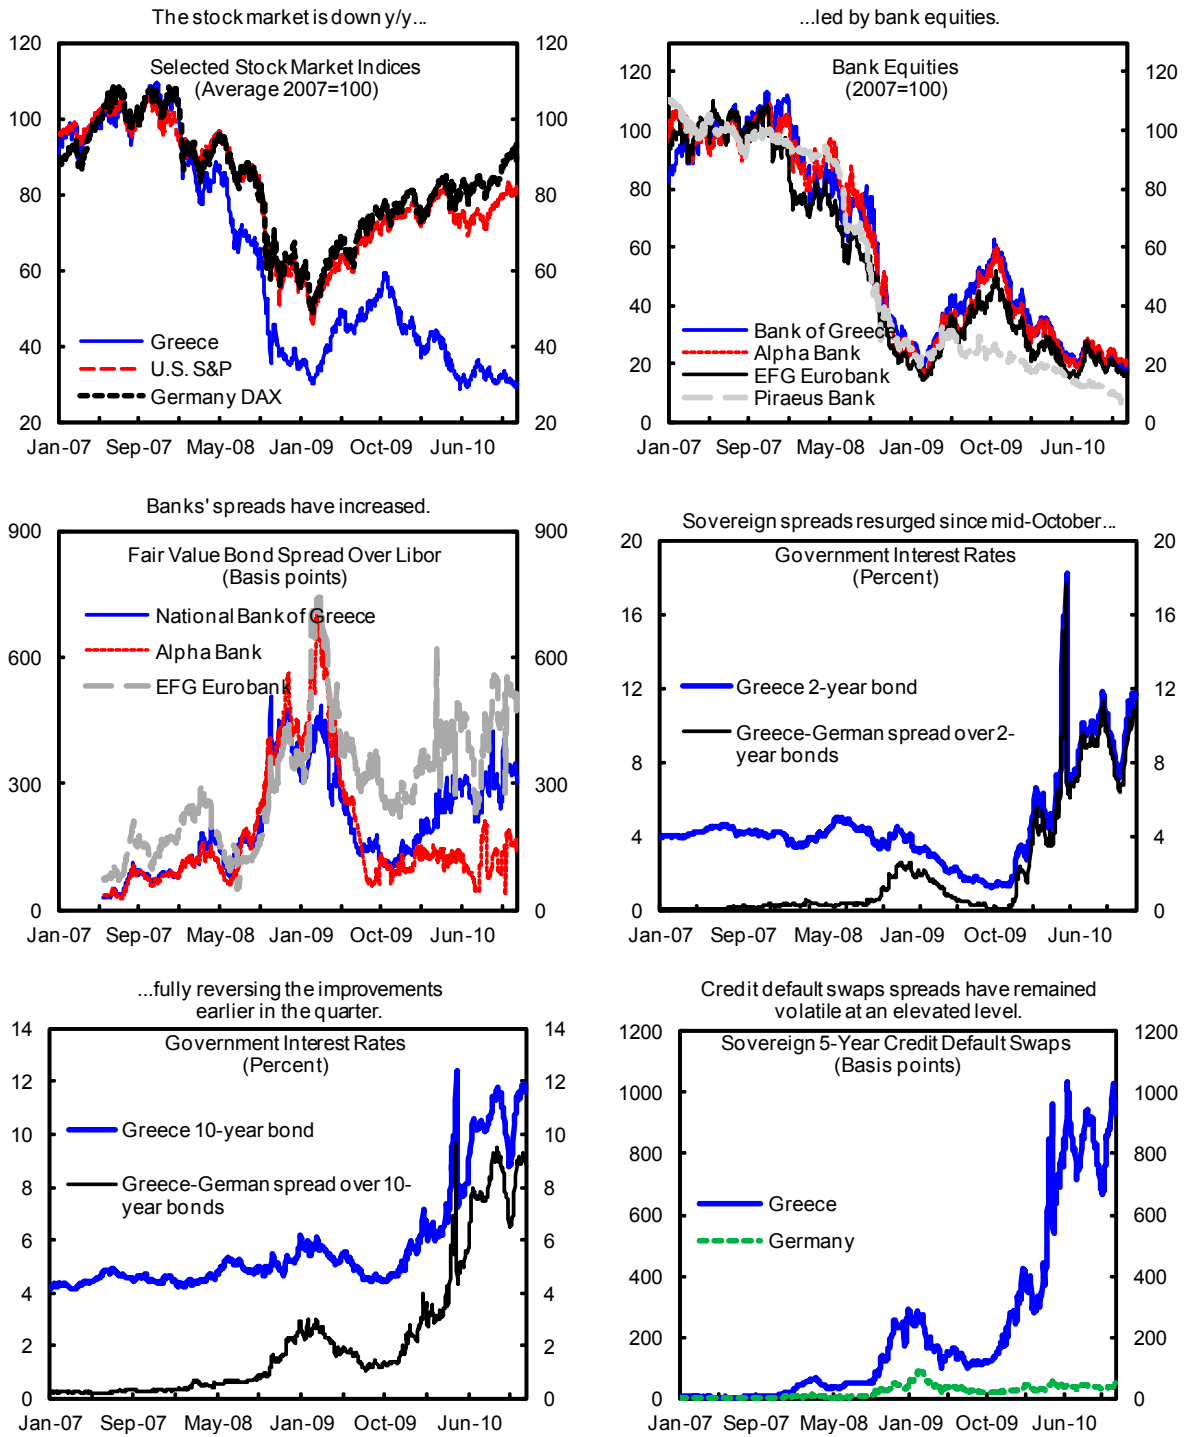 The stock market is down y/y...
Selected Stock Market Indices
(Average 2007=100)
120 120
100 100
80 80
60 60
40 40
20 20
Greece
U.S. S&P
Germany DAX
Jan-07 Sep-07 May-08 Jan-09 Oct-09 Jun-10
...led by bank equities.
Bank Equities
(2007=100)
120 120
100 100
80 80
60 60
40 40
20 20
0 0
Bank of Greece
Alpha Bank
EFG Eurobank
Piraeus Bank
Jan-07 Sep-07 May-08 Jan-09 Oct-09 Jun-10
Banks' spreads have increased.
Fair Value Bond Spread Over Libor
(Basis points)
900 900
600 600
300 300
0 0
National Bank of Greece
Alpha Bank
EFG Eurobank
Jan-07 Sep-07 May-08 Jan-09 Oct-09 Jun-10
Sovereign spreads resurged since mid-October...
Government Interest Rates
(Percent)
20 20
16 16
12 12
8 8
4 4
0 0
Greece 2-year bond
Greece-German spread over 2-
year bonds
Jan-07 Sep-07 May-08 Jan-09 Oct-09 Jun-10
...fully reversing the improvements
earlier in the quarter.
Government Interest Rates
(Percent)
14 14
12 12
10 10
8 8
6 6
4 4
2 2
0 0
Greece 10-year bond
Greece-German spread over 10-
year bonds
Jan-07 Sep-07 May-08 Jan-09 Oct-09 Jun-10
Credit default swaps spreads have remained
volatile at an elevated level.
Sovereign 5-Year Credit Default Swaps
(Basis points)
1200 1200
1000 1000
800 800
600 600
400 400
200 200
0 0
Greece
Germany
Jan-07 Sep-07 May-08 Jan-09 Oct-09 Jun-10